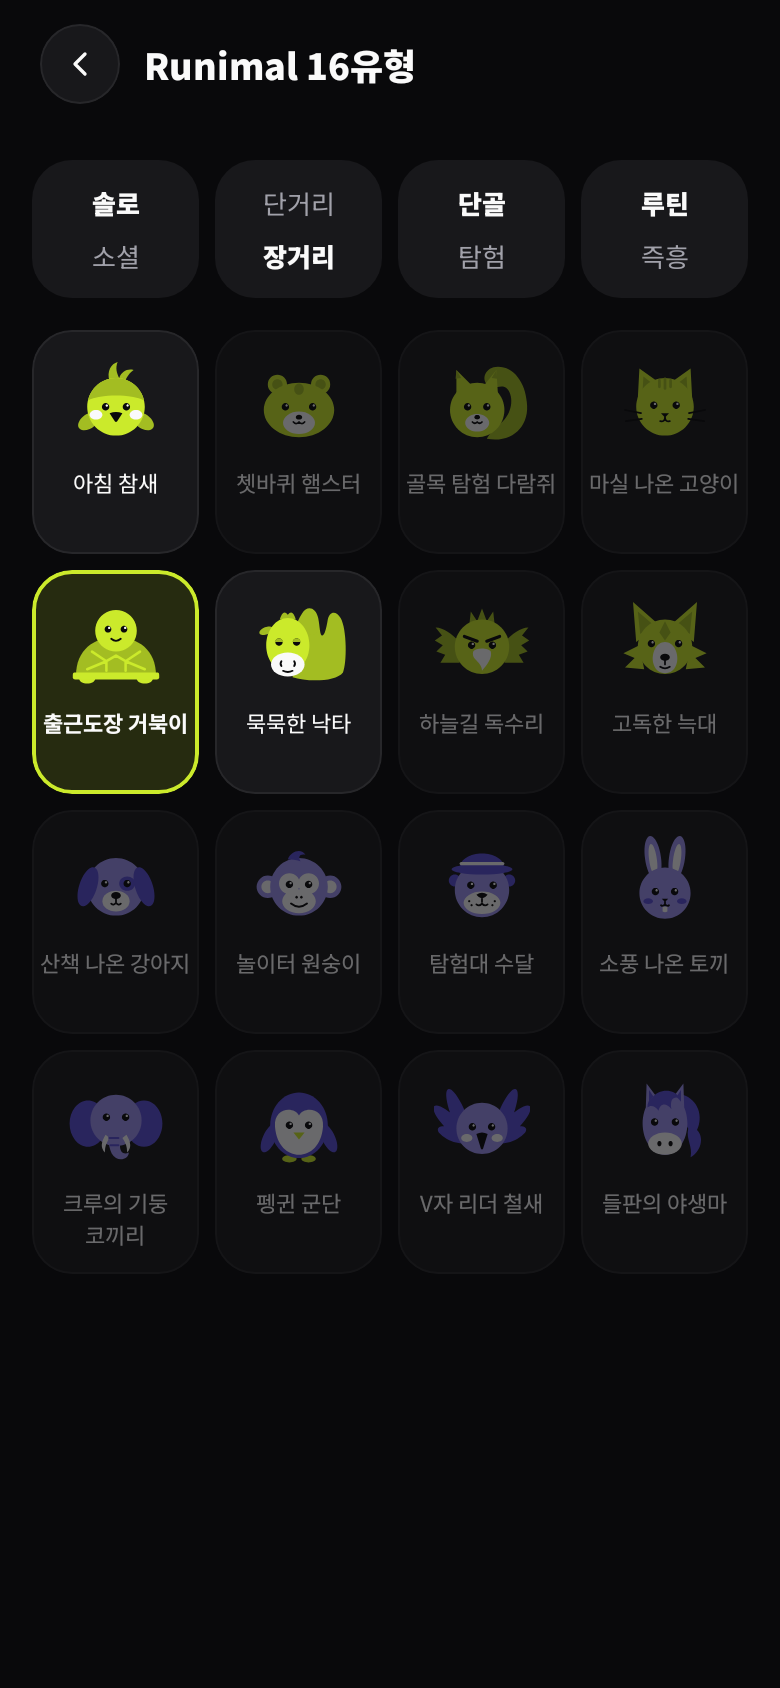 Runimal 16유형
솔로
소셜
단거리
장거리
단골
탐험
루틴
즉흥
아침 참새
쳇바퀴 햄스터
골목 탐험 다람쥐
마실 나온 고양이
출근도장 거북이
묵묵한 낙타
하늘길 독수리
고독한 늑대
산책 나온 강아지
놀이터 원숭이
탐험대 수달
소풍 나온 토끼
크루의 기둥
코끼리
펭귄 군단
V자 리더 철새
들판의 야생마